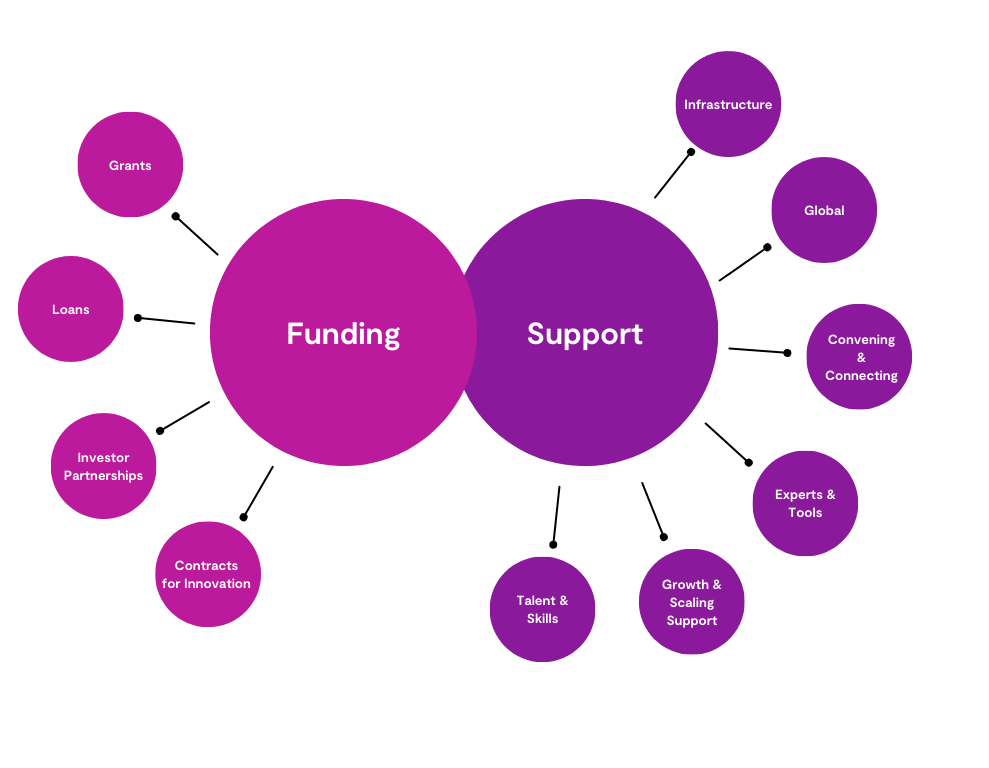 Funding
Grants
Loans
Investor
Partnerships
Contracts
for Innovation
Support
Infrastructure
Global
Convening
&
Connecting
Experts &
Tools
Growth &
Scaling
Support
Talent &
Skills